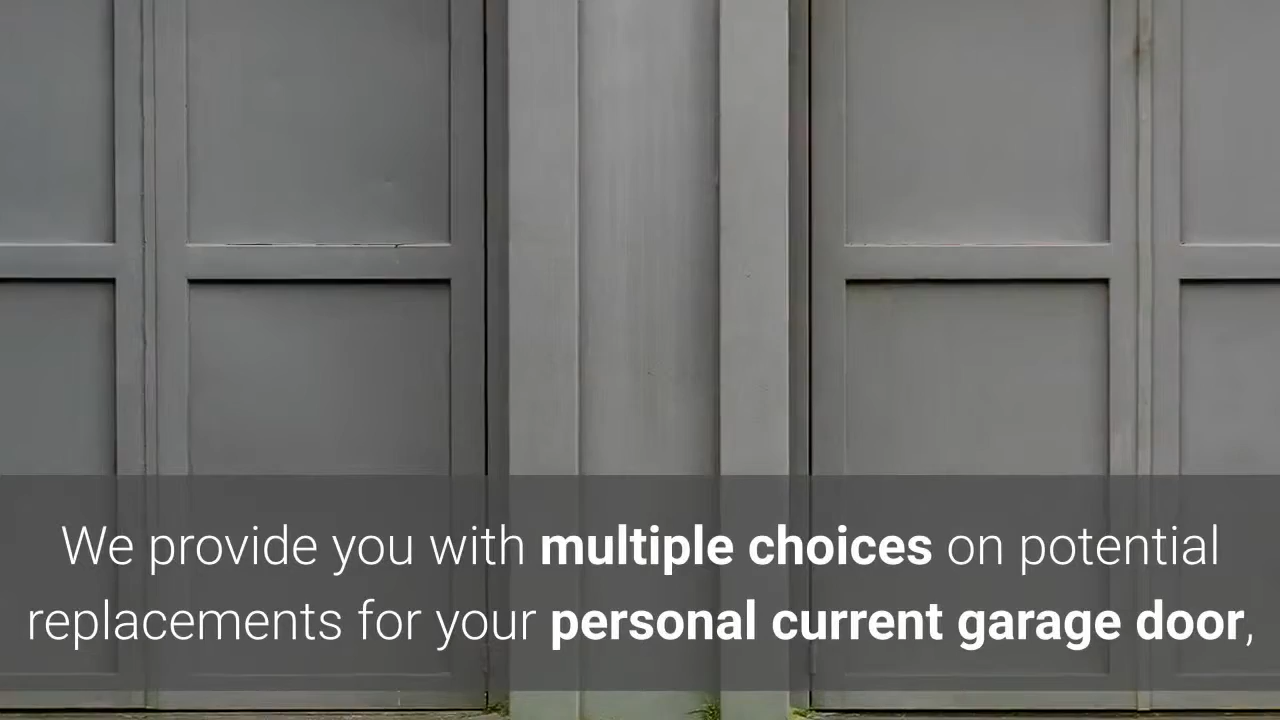 We provide you with multiple choices on potential
replacements for your personal current garage door,